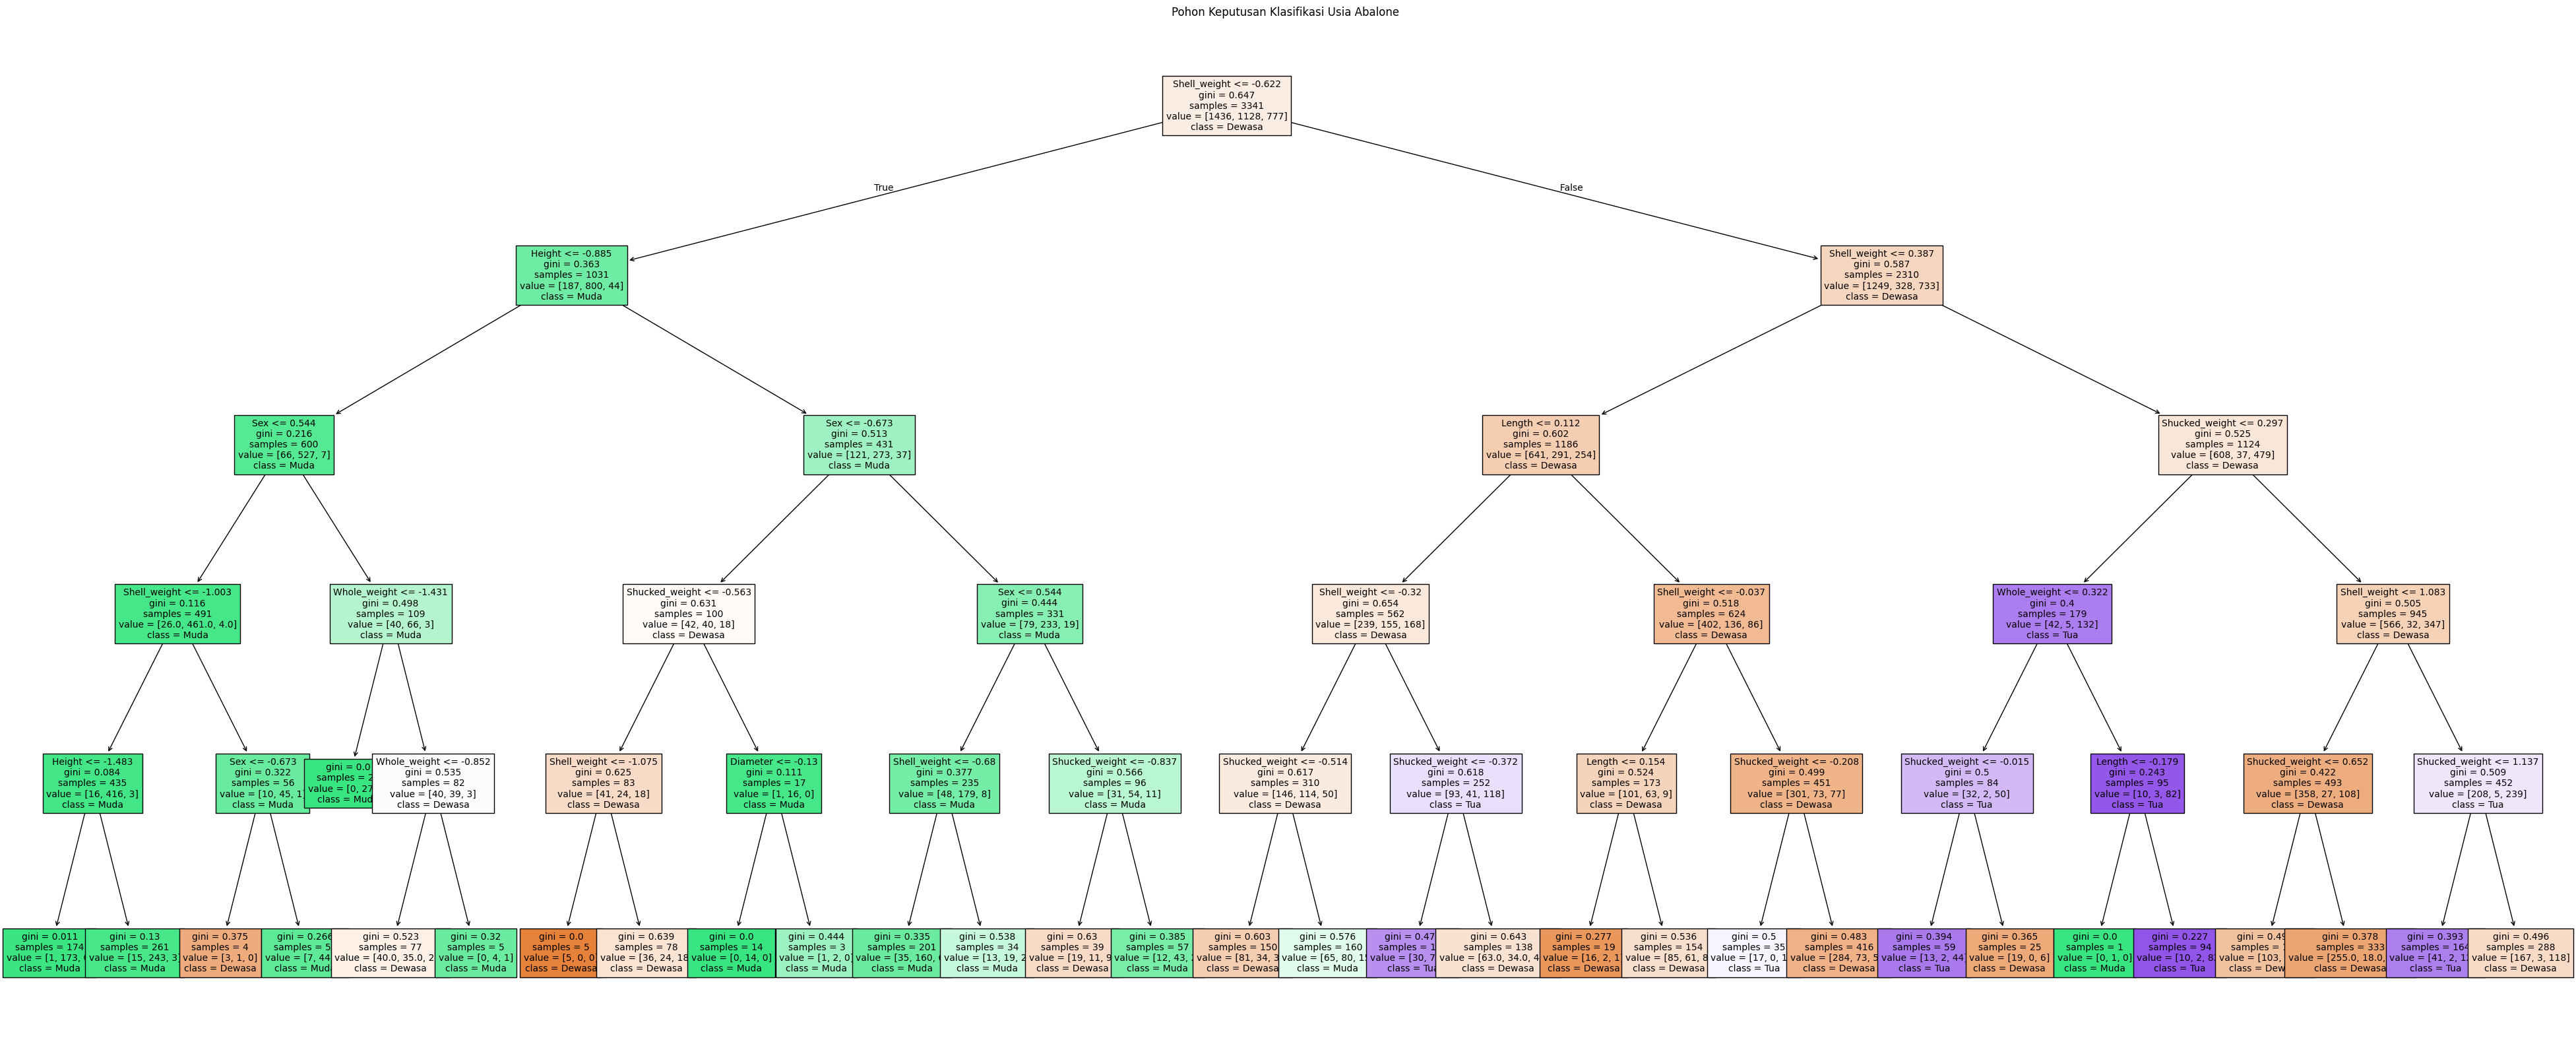 Pohon Keputusan Klasifikasi Usia Abalone
Shell_weight <= -0.622
gini = 0.647
samples = 3341
value = [1436, 1128, 777]
class = Dewasa
True
False
Height <= -0.885
gini = 0.363
samples = 1031
value = [187, 800, 44]
class = Muda
Shell_weight <= 0.387
gini = 0.587
samples = 2310
value = [1249, 328, 733]
class = Dewasa
Sex <= 0.544
gini = 0.216
samples = 600
value = [66, 527, 7]
class = Muda
Sex <= -0.673
gini = 0.513
samples = 431
value = [121, 273, 37]
class = Muda
Length <= 0.112
gini = 0.602
samples = 1186
value = [641, 291, 254]
class = Dewasa
Shucked_weight <= 0.297
gini = 0.525
samples = 1124
value = [608, 37, 479]
class = Dewasa
Shell_weight <= -1.003
gini = 0.116
samples = 491
value = [26.0, 461.0, 4.0]
class = Muda
Whole_weight <= -1.431
gini = 0.498
samples = 109
value = [40, 66, 3]
class = Muda
Shucked_weight <= -0.563
gini = 0.631
samples = 100
value = [42, 40, 18]
class = Dewasa
Sex <= 0.544
gini = 0.444
samples = 331
value = [79, 233, 19]
class = Muda
Shell_weight <= -0.32
gini = 0.654
samples = 562
value = [239, 155, 168]
class = Dewasa
Shell_weight <= -0.037
gini = 0.518
samples = 624
value = [402, 136, 86]
class = Dewasa
Whole_weight <= 0.322
gini = 0.4
samples = 179
value = [42, 5, 132]
class = Tua
Shell_weight <= 1.083
gini = 0.505
samples = 945
value = [566, 32, 347]
class = Dewasa
Height <= -1.483
gini = 0.084
samples = 435
value = [16, 416, 3]
class = Muda
Sex <= -0.673
gini = 0.322
samples = 56
value = [10, 45, 1]
class = Muda
gini = 0.0
samples =
value = [0,
class =
Whole_weight <= -0.852
gini = 0.535
samples = 82
value = [40, 39, 3]
class = Dewasa
Shell_weight <= -1.075
gini = 0.625
samples = 83
value = [41, 24, 18]
class = Dewasa
Diameter <= -0.13
gini = 0.111
samples = 17
value = [1, 16, 0]
class = Muda
Shell_weight <= -0.68
gini = 0.377
samples = 235
value = [48, 179, 8]
class = Muda
Shucked_weight <= -0.837
gini = 0.566
samples = 96
value = [31, 54, 11]
class = Muda
Shucked_weight <= -0.514
gini = 0.617
samples = 310
value = [146, 114, 50]
class = Dewasa
Shucked_weight <= -0.372
gini = 0.618
samples = 252
value = [93, 41, 118]
class = Tua
Length <= 0.154
gini = 0.524
samples = 173
value = [101, 63, 9]
class = Dewasa
Shucked_weight <= -0.208
gini = 0.499
samples = 451
value = [301, 73, 77]
class = Dewasa
Shucked_weight <= -0.015
gini = 0.5
samples = 84
value = [32, 2, 50]
class = Tua
Length <= -0.179
gini = 0.243
samples = 95
value = [10, 3, 82]
class = Tua
Shucked_weight <= 0.652
gini = 0.422
samples = 493
value = [358, 27, 108]
class = Dewasa
Shucked_weight <= 1.137
gini = 0.509
samples = 452
value = [208, 5, 239]
class = Tua
gini = 0.011
samples = 174
value = [1, 173,
class = Muda
gini = 0.13
samples = 261
value = [15, 243, 3]
class = Muda
gini = 0.375
samples = 4
value = [3, 1, 0]
class = Dewasa
gini = 0.266
samples =
value = [7, 44
class = Muda
gini = 0.523
samples = 77
value = [40.0, 35.0,
class = Dewasa
gini = 0.32
samples = 5
value = [0, 4, 1]
class = Muda
gini = 0.0
samples = 5
value = [5, 0, 0]
class = Dewasa
gini = 0.639
samples = 78
value = [36, 24, 18]
class = Dewasa
gini = 0.0
samples = 14
value = [0, 14, 0]
class = Muda
gini = 0.444
samples = 3
value = [1, 2, 0]
class = Muda
gini = 0.335
samples = 201
value = [35, 160,
class = Muda
gini = 0.538
samples = 34
value = [13, 19,
class = Muda
gini = 0.63
samples = 39
value = [19, 11,
class = Dewasa
gini = 0.385
samples = 57
value = [12, 43,
class = Muda
gini = 0.603
samples = 150
value = [81, 34,
class = Dewasa
gini = 0.576
samples = 160
value = [65, 80,
class = Muda
gini =
samples =
value = [30,
class =
gini = 0.643
samples = 138
value = [63.0, 34.0,
class = Dewasa
gini = 0.277
samples = 19
value = [16, 2, 1]
class = Dewasa
gini = 0.536
samples = 154
value = [85, 61, 8]
class = Dewasa
gini = 0.5
samples = 35
value = [17, 0,
class = Tua
gini = 0.483
samples = 416
value = [284, 73,
class = Dewasa
gini = 0.394
samples = 59
value = [13, 2, 44]
class = Tua
gini = 0.365
samples = 25
value = [19, 0, 6]
class = Dewasa
gini = 0.0
samples = 1
value = [0, 1, 0]
class = Muda
gini = 0.227
samples = 94
value = [10, 2,
class = Tua
gini =
samples =
value = [103,
class =
gini = 0.378
samples = 333
value = [255.0, 18.0,
class = Dewasa
gini = 0.393
samples = 164
value = [41, 2,
class = Tua
gini = 0.496
samples = 288
value = [167, 3, 118]
class = Dewasa